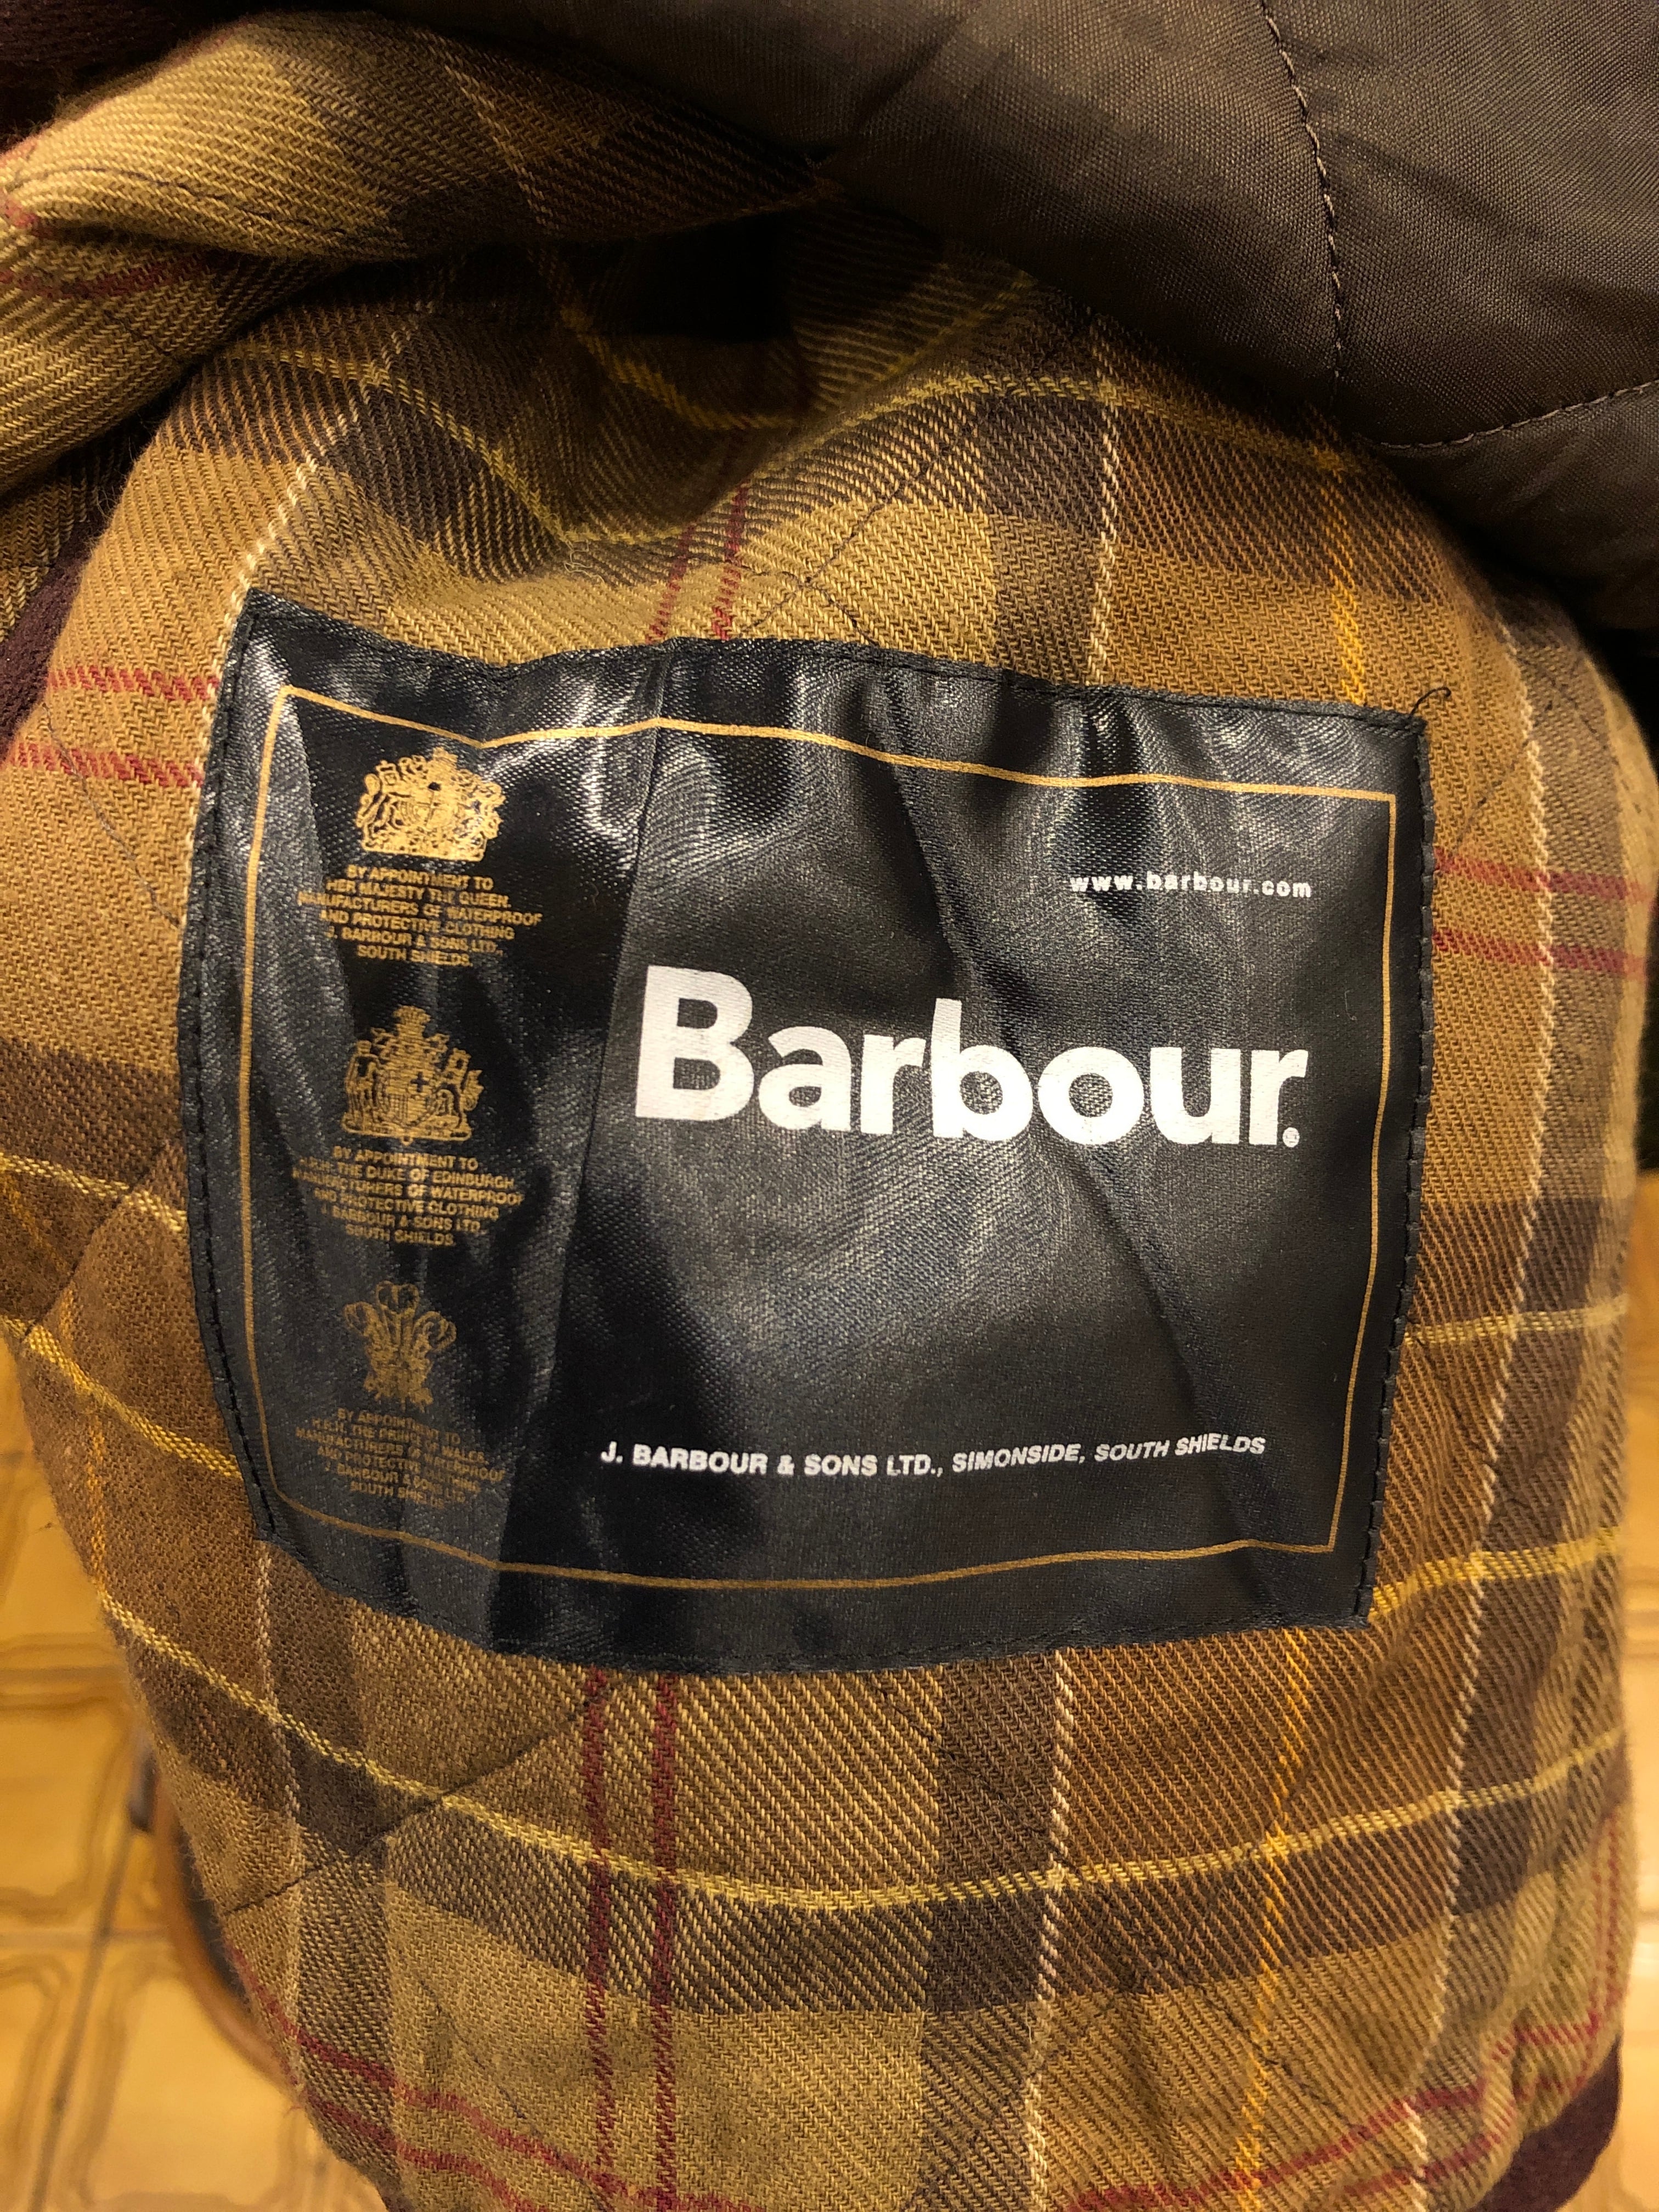 BY APPOINTMENT TO
HER MAJESTY THE QUEEN.
MANUFACTURERS OF WATERPROOF
AND PROTECTIVE CLOTHING
J. BARBOUR & SONS LTD.
SOUTH SHIELDS.
BY APPOINTMENT TO
H.R.H. THE DUKE OF EDINBURGH
MANUFACTURERS OF WATERPROOF
AND PROTECTIVE CLOTHING
J. BARBOUR & SONS LTD.
SOUTH SHIELDS.
BY APPOINTMENT TO
H.R.H. THE PRINCE OF WALES.
MANUFACTURERS OF WATERPROOF
AND PROTECTIVE CLOTHING
J. BARBOUR & SONS LTD.
SOUTH SHIELDS.
www.barbour.com
Barbour.®
J. BARBOUR & SONS LTD., SIMONSIDE, SOUTH SHIELDS